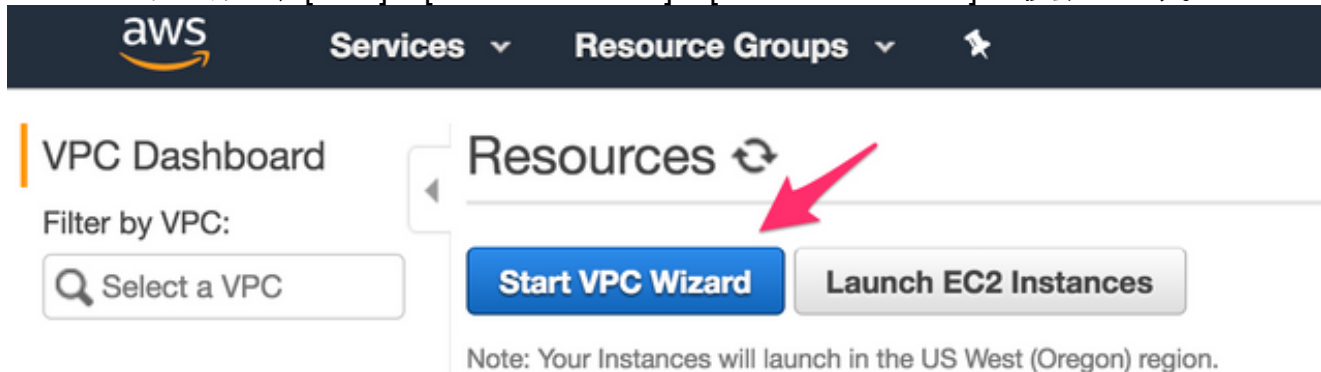 aws Services Resource Groups
VPC Dashboard
Filter by VPC:
Select a VPC
Resources
Start VPC Wizard Launch EC2 Instances
Note: Your Instances will launch in the US West (Oregon) region.